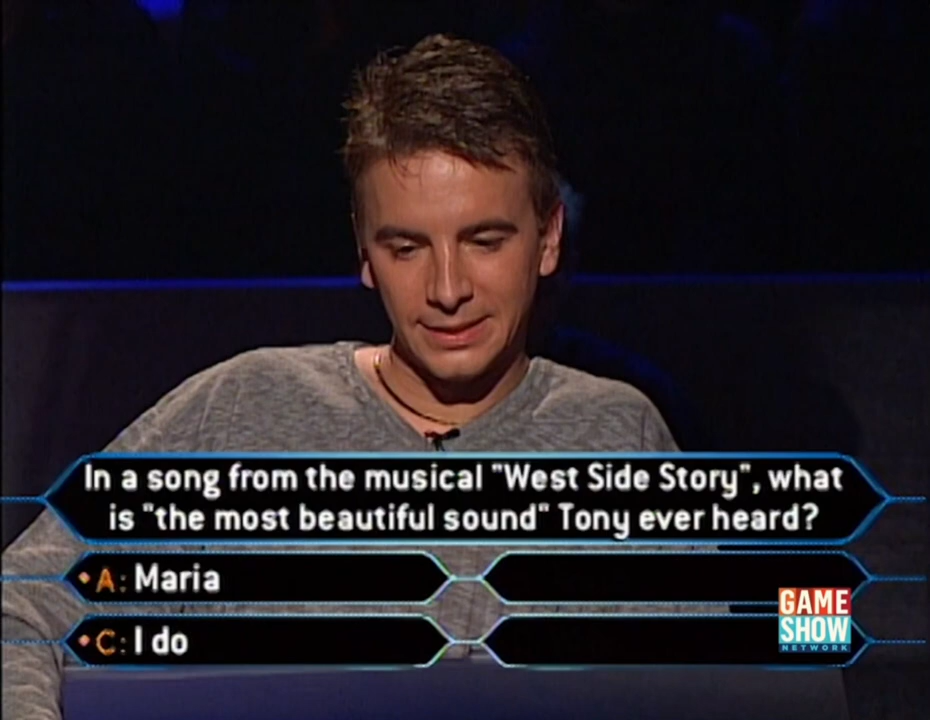 In a song from the musical "West Side Story", what
is "the most beautiful sound" Tony ever heard?
A: Maria
C: I do
GAME
SHOW
NETWORK